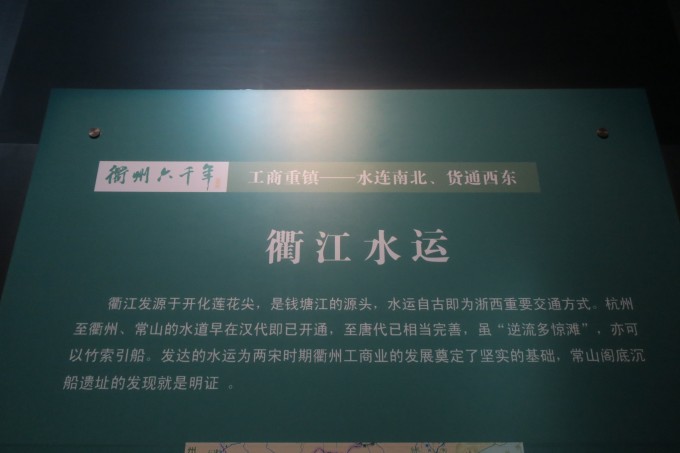 衢州六千年 工商重镇——水连南北、货通西东
衢江水运
衢江发源于开化莲花尖，是钱塘江的源头，水运自古即为浙西重要交通方式。杭州
至衢州、常山的水道早在汉代即已开通，至唐代已相当完善，虽“逆流多惊滩”，亦可
以竹索引船。发达的水运为两宋时期衢州工商业的发展奠定了坚实的基础，常山阁底沉
船遗址的发现就是明证 。